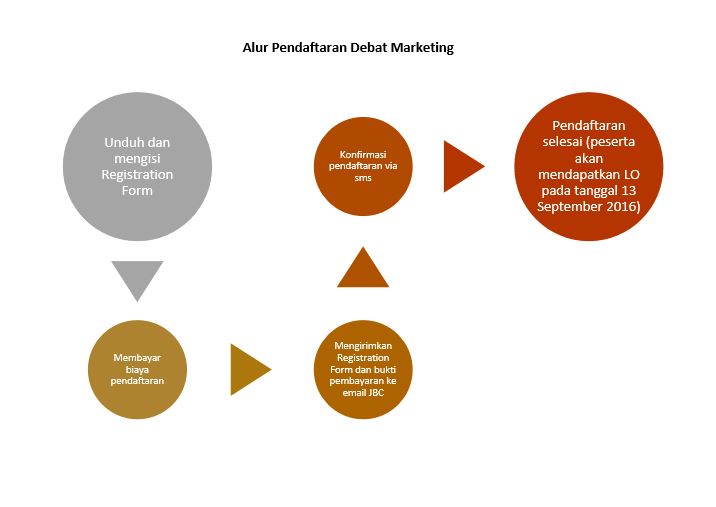 Alur Pendaftaran Debat Marketing
Unduh dan
mengisi
Registration
Form
Membayar
biaya
pendaftaran
Mengirimkan
Registration
Form dan bukti
pembayaran ke
email JBC
Konfirmasi
pendaftaran via
sms
Pendaftaran
selesai (peserta
akan
mendapatkan LO
pada tanggal 13
September 2016)